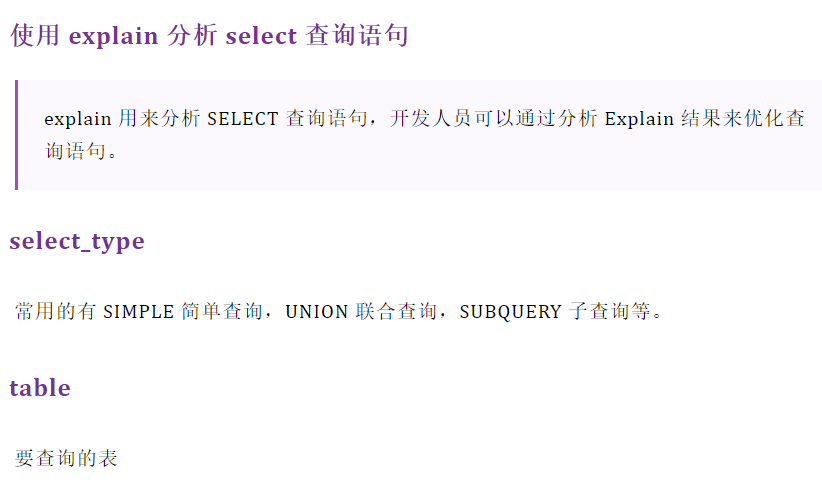 使用 explain 分析 select 查询语句
explain 用来分析 SELECT 查询语句，开发人员可以通过分析 Explain 结果来优化查
询语句。
select_type
常用的有 SIMPLE 简单查询，UNION 联合查询，SUBQUERY 子查询等。
table
要查询的表